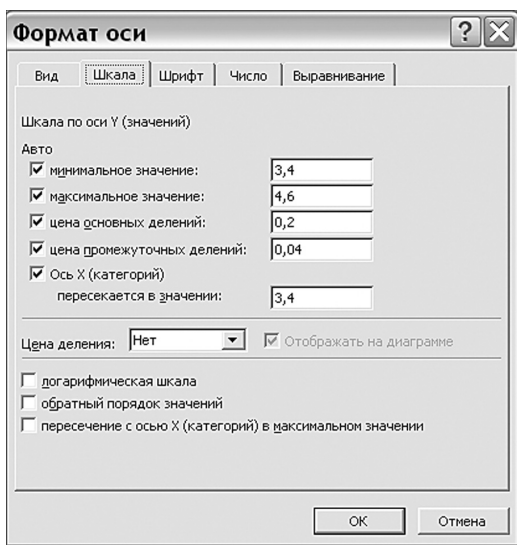 Формат оси
Вид Шкала Шрифт Число Выравнивание
Шкала по оси Y (значений)
Авто
минимальное значение: 3,4
максимальное значение: 4,6
цена основных делений: 0,2
цена промежуточных делений: 0,04
Ось X (категорий)
пересекается в значении: 3,4
Цена деления: Нет Отображать на диаграмме
логарифмическая шкала
обратный порядок значений
пересечение с осью X (категорий) в максимальном значении
ОК Отмена